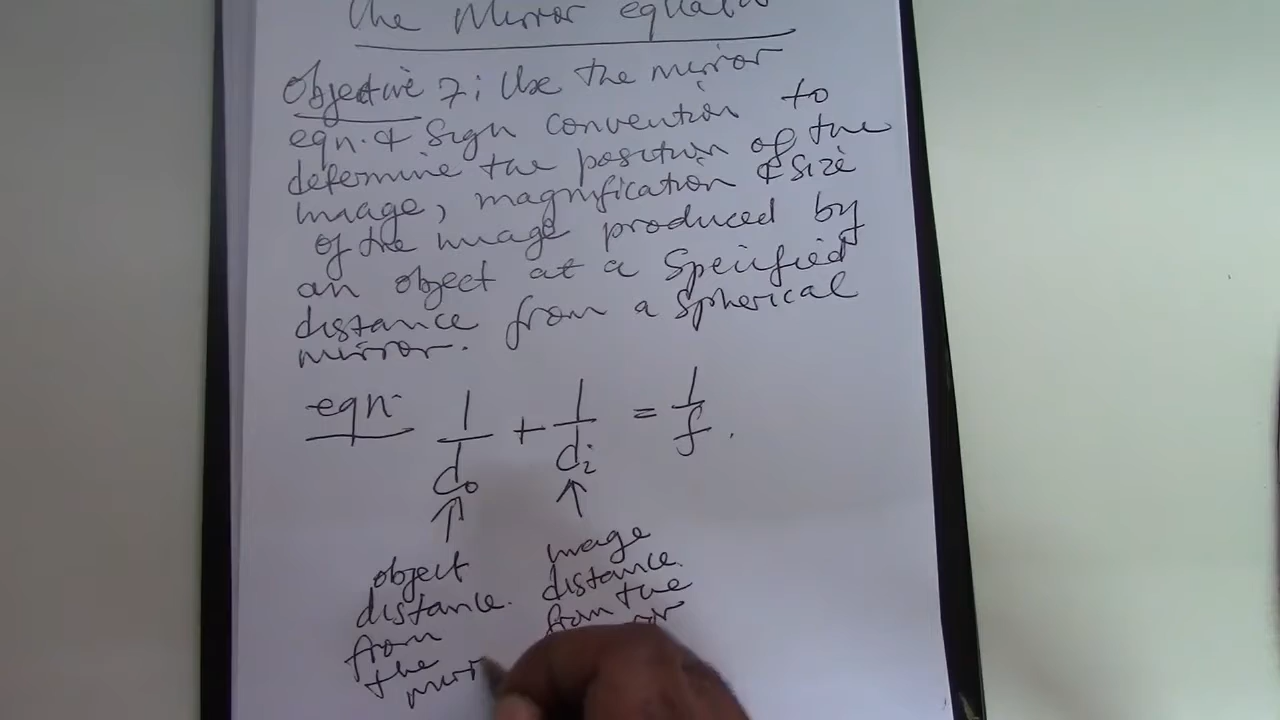 The Mirror
Objective 7: Use the mirror
eqn. & Sign convention to
determine the position of the
image, magnification & size
of the image produced by
an object at a specified
distance from a spherical
mirror.
eqn. 1/d₀ + 1/dᵢ = 1/f.
object
distance.
from
the
image
distance.
from the